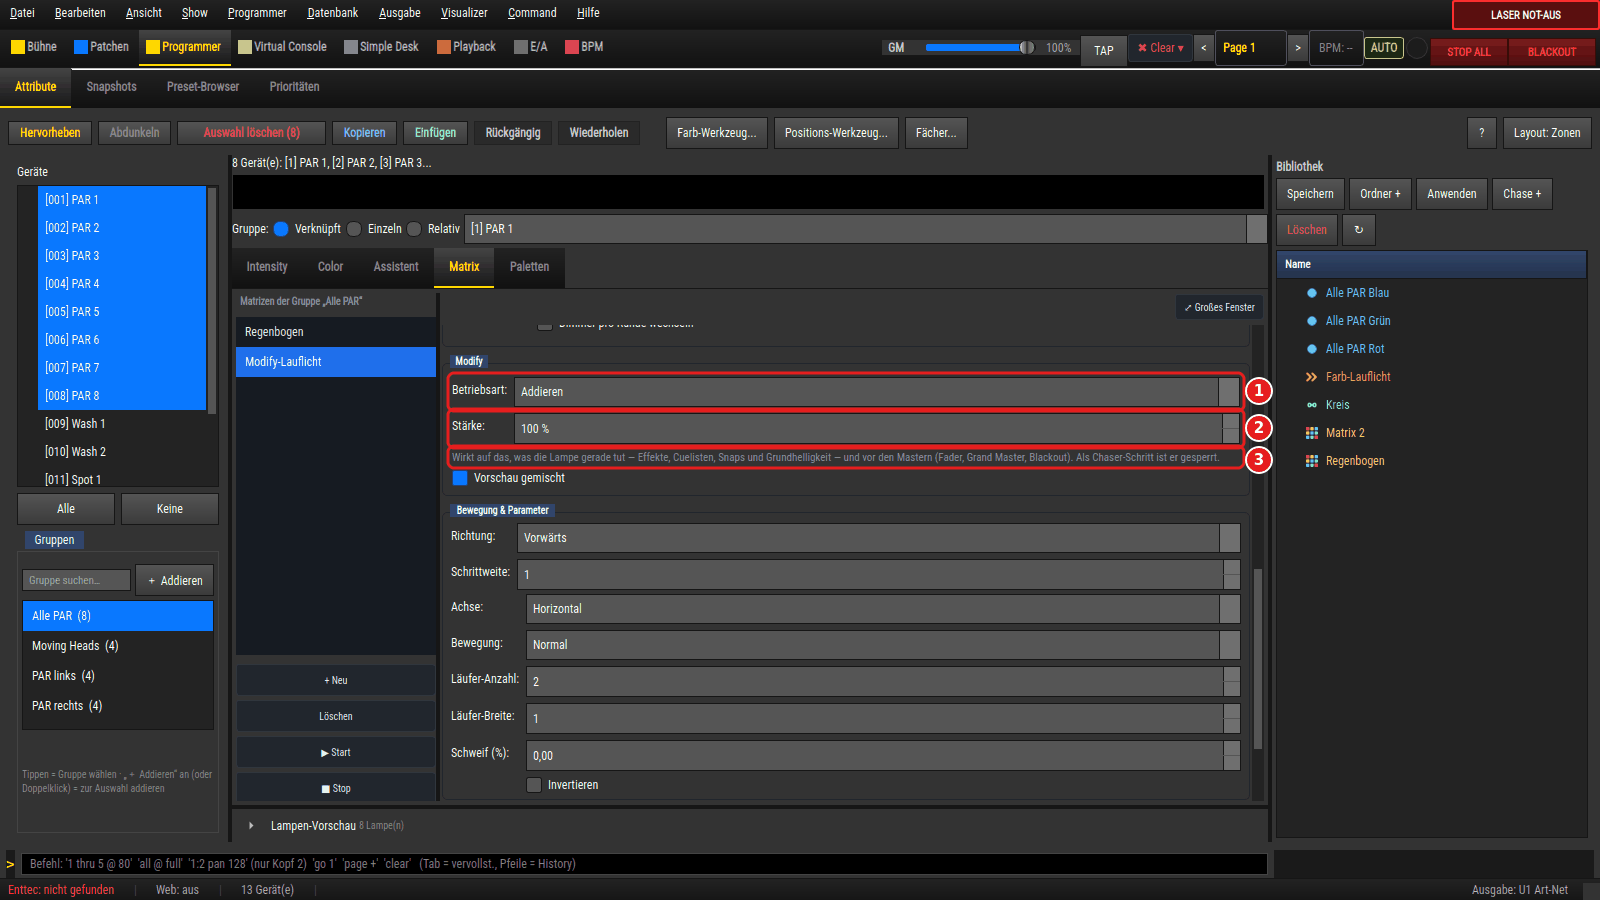 Datei Bearbeiten Ansicht Show Programmer Datenbank Ausgabe Visualizer Command Hilfe
LASER NOT-AUS
Bühne Patchen Programmer Virtual Console Simple Desk Playback E/A BPM
GM 100% TAP ✖ Clear ▾ < Page 1 > BPM: -- AUTO STOP ALL BLACKOUT
Attribute Snapshots Preset-Browser Prioritäten
Hervorheben Abdunkeln Auswahl löschen (8) Kopieren Einfügen Rückgängig Wiederholen Farb-Werkzeug... Positions-Werkzeug... Fächer... ? Layout: Zonen
Geräte
[001] PAR 1
[002] PAR 2
[003] PAR 3
[004] PAR 4
[005] PAR 5
[006] PAR 6
[007] PAR 7
[008] PAR 8
[009] Wash 1
[010] Wash 2
[011] Spot 1
Alle Keine
Gruppen
Gruppe suchen... + Addieren
Alle PAR (8)
Moving Heads (4)
PAR links (4)
PAR rechts (4)
Tippen = Gruppe wählen · „ + Addieren“ an (oder
Doppelklick) = zur Auswahl addieren
8 Gerät(e): [1] PAR 1, [2] PAR 2, [3] PAR 3...
Gruppe: Verknüpft Einzeln Relativ [1] PAR 1
Intensity Color Assistent Matrix Paletten
Matrizen der Gruppe „Alle PAR“
Regenbogen
Modify-Lauflicht
+ Neu
Löschen
▶ Start
■ Stop
⤢ Großes Fenster
Dimmer pro Runde wechseln
Modify
Betriebsart: Addieren 1
Stärke: 100 % 2
Wirkt auf das, was die Lampe gerade tut — Effekte, Cuelisten, Snaps und Grundhelligkeit — und vor den Mastern (Fader, Grand Master, Blackout). Als Chaser-Schritt ist er gesperrt. 3
Vorschau gemischt
Bewegung & Parameter
Richtung: Vorwärts
Schrittweite: 1
Achse: Horizontal
Bewegung: Normal
Läufer-Anzahl: 2
Läufer-Breite: 1
Schweif (%): 0,00
Invertieren
Lampen-Vorschau 8 Lampe(n)
Bibliothek
Speichern Ordner + Anwenden Chase +
Löschen ↻
Name
Alle PAR Blau
Alle PAR Grün
Alle PAR Rot
Farb-Lauflicht
Kreis
Matrix 2
Regenbogen
> Befehl: '1 thru 5 @ 80' 'all @ full' '1:2 pan 128' (nur Kopf 2) 'go 1' 'page +' 'clear' (Tab = vervollst., Pfeile = History)
Enttec: nicht gefunden Web: aus 13 Gerät(e) Ausgabe: U1 Art-Net